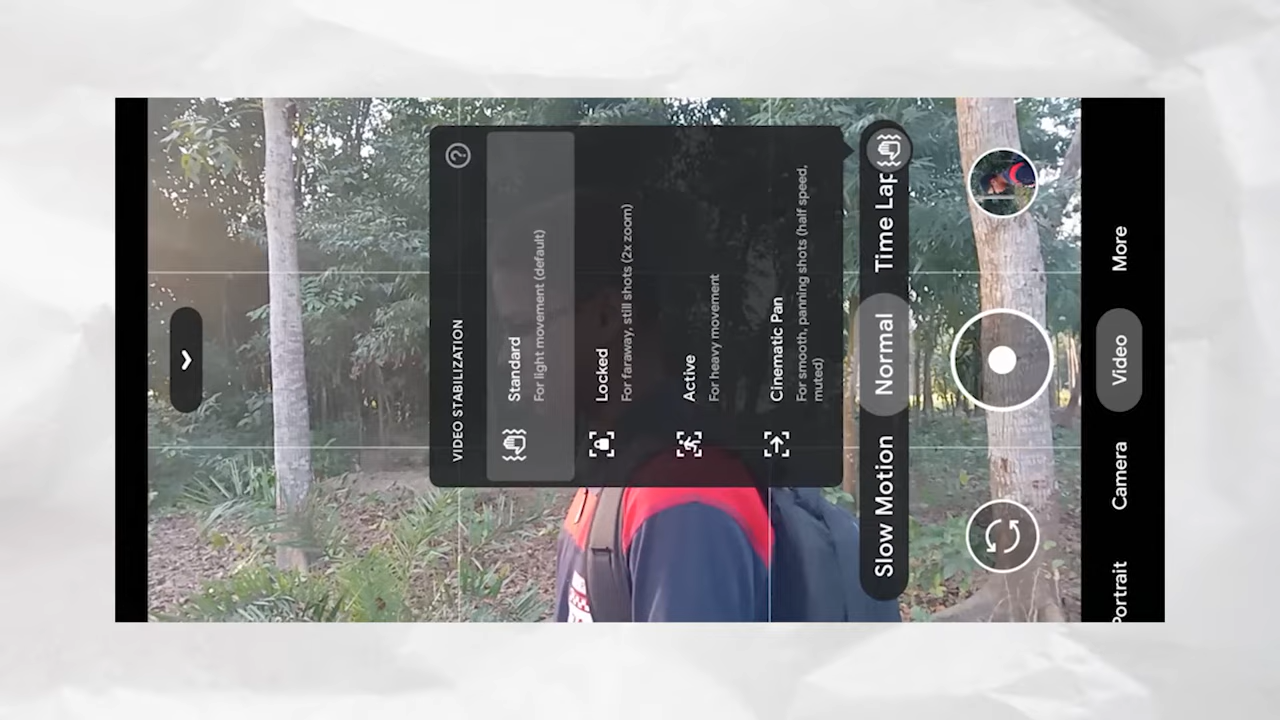 VIDEO STABILIZATION
Standard
For light movement (default)
Locked
For faraway, still shots (2x zoom)
Active
For heavy movement
Cinematic Pan
For smooth, panning shots (half speed,
muted)
Slow Motion
Normal
Time Lap
Portrait
Camera
Video
More